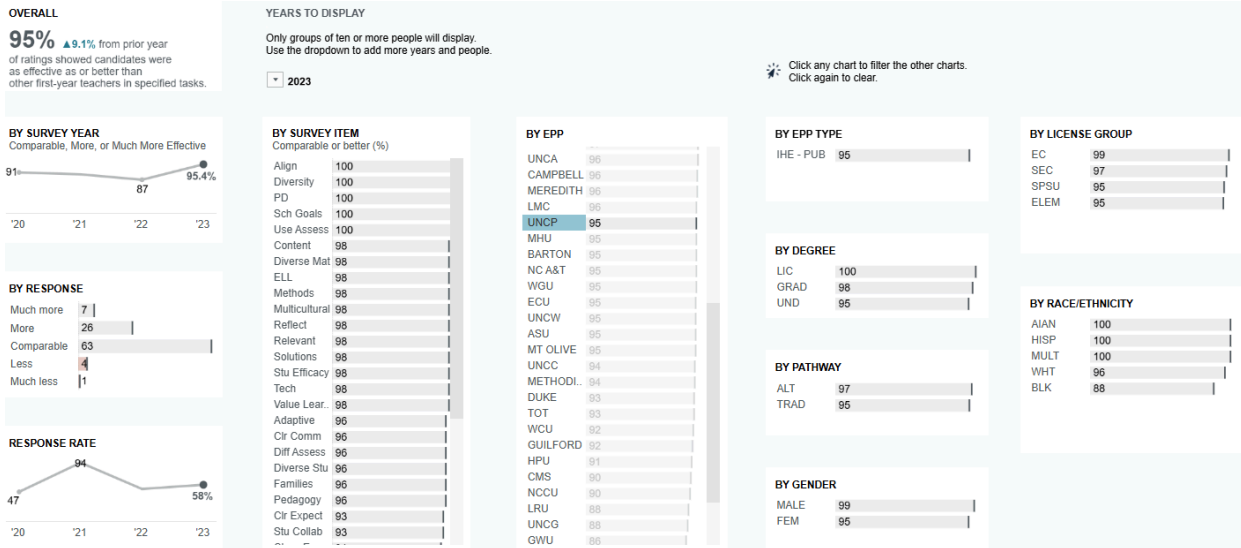 OVERALL
95% ▲9.1% from prior year
of ratings showed candidates were
as effective as or better than
other first-year teachers in specified tasks.
YEARS TO DISPLAY
Only groups of ten or more people will display.
Use the dropdown to add more years and people.
2023
Click any chart to filter the other charts.
Click again to clear.
BY SURVEY YEAR
Comparable, More, or Much More Effective
91
87
95.4%
'20 '21 '22 '23
BY RESPONSE
Much more 7
More 26
Comparable 63
Less 4
Much less 1
RESPONSE RATE
47
94
58%
'20 '21 '22 '23
BY SURVEY ITEM
Comparable or better (%)
Align 100
Diversity 100
PD 100
Sch Goals 100
Use Assess 100
Content 98
Diverse Mat 98
ELL 98
Methods 98
Multicultural 98
Reflect 98
Relevant 98
Solutions 98
Stu Efficacy 98
Tech 98
Value Lear.. 98
Adaptive 96
Clr Comm 96
Diff Assess 96
Diverse Stu 96
Families 96
Pedagogy 96
Clr Expect 93
Stu Collab 93
BY EPP
UNCA 96
CAMPBELL 96
MEREDITH 96
LMC 96
UNCP 95
MHU 95
BARTON 95
NC A&T 95
WGU 95
ECU 95
UNCW 95
ASU 95
MT OLIVE 95
UNCC 94
METHODI.. 94
DUKE 93
TOT 93
WCU 92
GUILFORD 92
HPU 91
CMS 90
NCCU 90
LRU 88
UNCG 88
GWU 86
BY EPP TYPE
IHE - PUB 95
BY DEGREE
LIC 100
GRAD 98
UND 95
BY PATHWAY
ALT 97
TRAD 95
BY GENDER
MALE 99
FEM 95
BY LICENSE GROUP
EC 99
SEC 97
SPSU 95
ELEM 95
BY RACE/ETHNICITY
AIAN 100
HISP 100
MULT 100
WHT 96
BLK 88